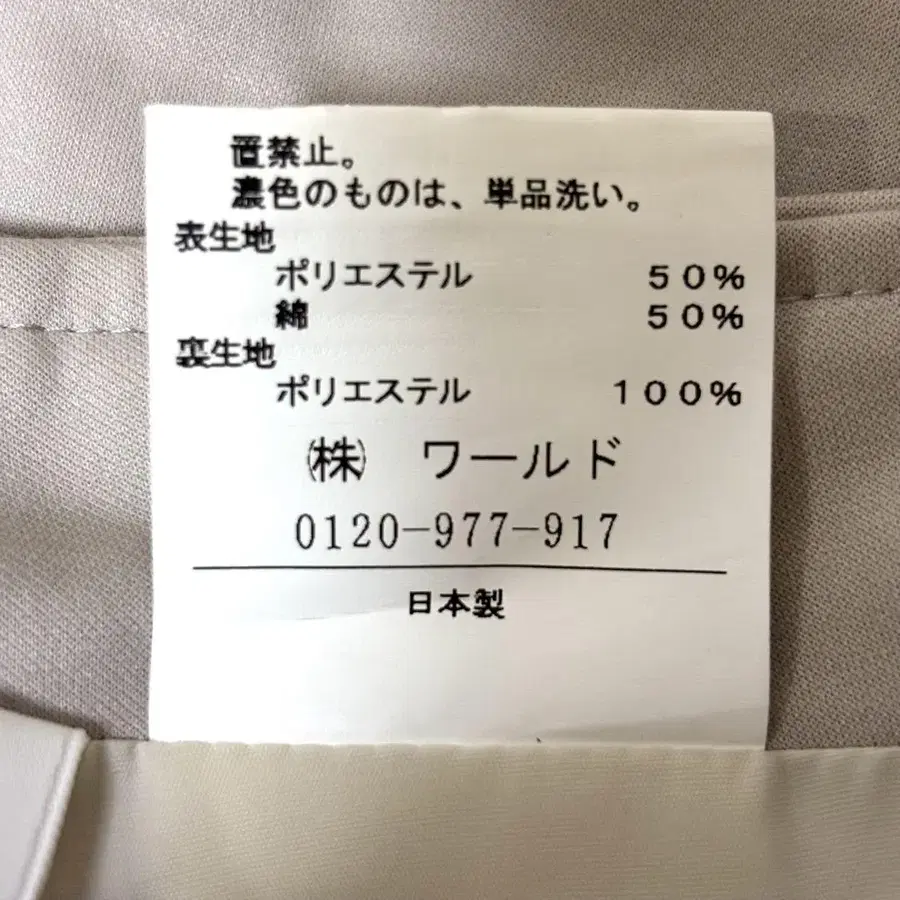 置禁止。
濃色のものは、単品洗い。
表生地
ポリエステル 50%
綿 50%
裏生地
ポリエステル 100%
㈱ ワールド
0120-977-917
日本製